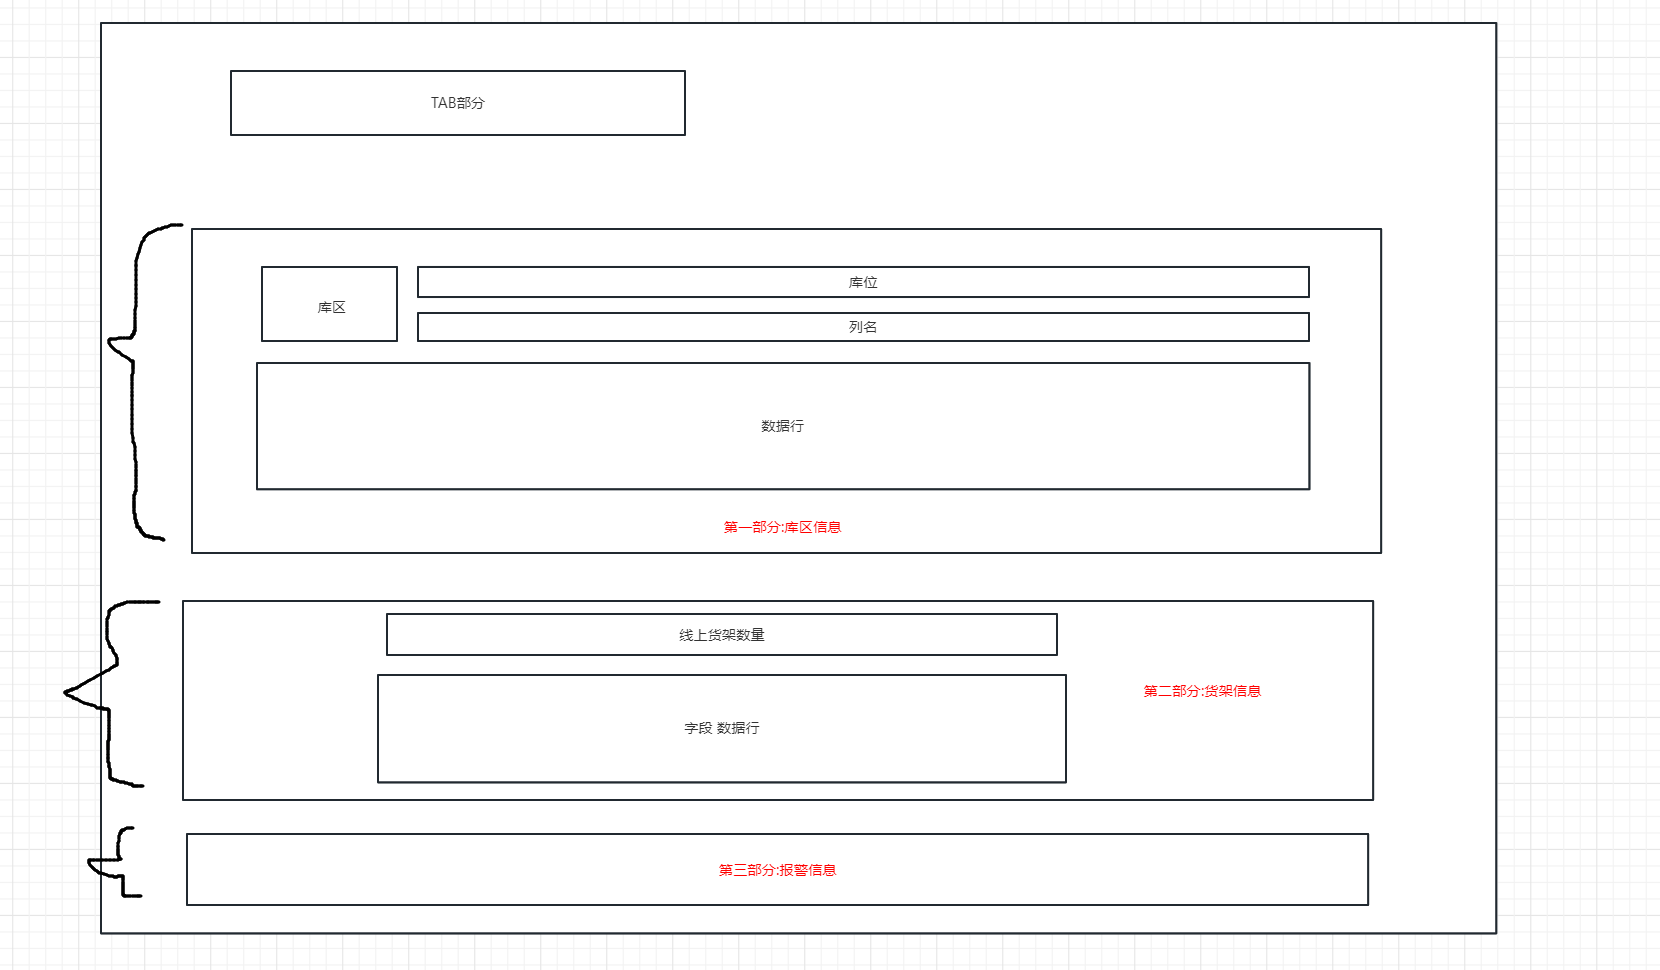 TAB部分
库位
库区
列名
数据行
第一部分:库区信息
线上货架数量
第二部分:货架信息
字段 数据行
第三部分:报警信息